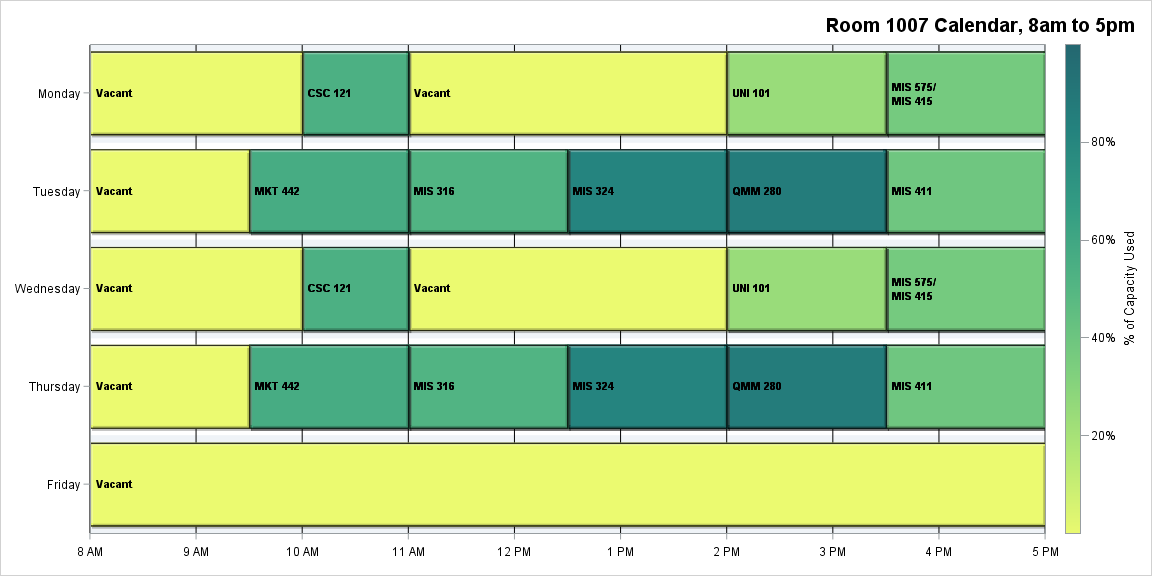 Room 1007 Calendar, 8am to 5pm
Monday
Vacant
CSC 121
Vacant
UNI 101
MIS 575/
MIS 415
Tuesday
Vacant
MKT 442
MIS 316
MIS 324
QMM 280
MIS 411
Wednesday
Vacant
CSC 121
Vacant
UNI 101
MIS 575/
MIS 415
Thursday
Vacant
MKT 442
MIS 316
MIS 324
QMM 280
MIS 411
Friday
Vacant
8 AM
9 AM
10 AM
11 AM
12 PM
1 PM
2 PM
3 PM
4 PM
5 PM
80%
60%
40%
20%
% of Capacity Used